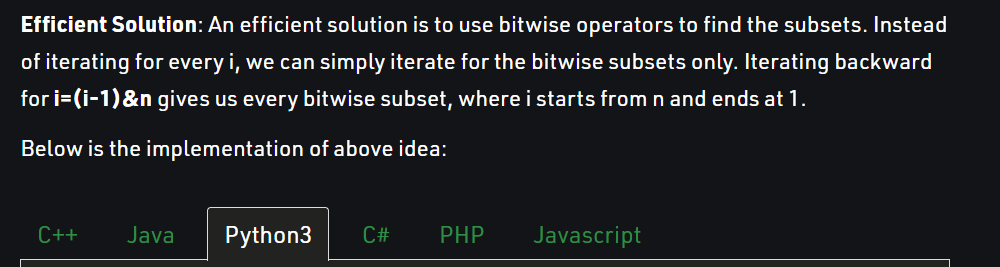 Efficient Solution: An efficient solution is to use bitwise operators to find the subsets. Instead
of iterating for every i, we can simply iterate for the bitwise subsets only. Iterating backward
for i=(i-1)&n gives us every bitwise subset, where i starts from n and ends at 1.
Below is the implementation of above idea:
C++ Java Python3 C# PHP Javascript